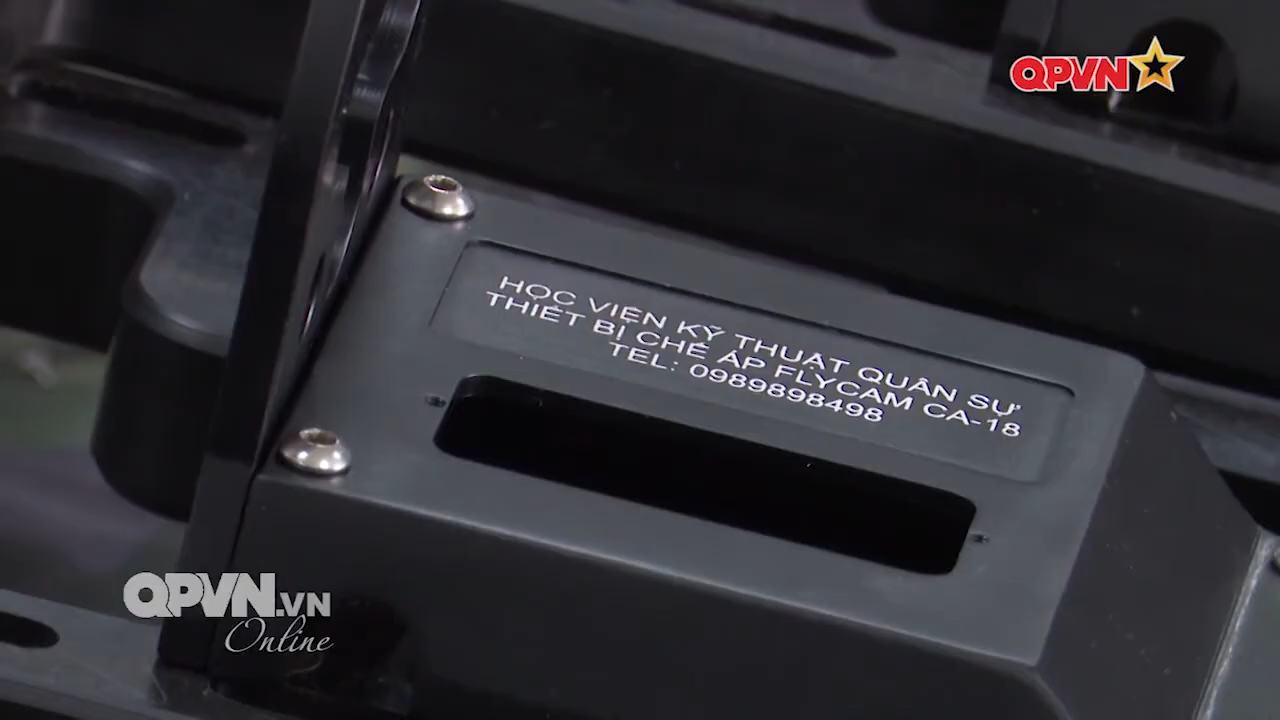 QPVN
HỌC VIỆN KỸ THUẬT QUÂN SỰ
THIẾT BỊ CHẾ ÁP FLYCAM CA-18
TEL: 0989898498
QPVN.VN
Online